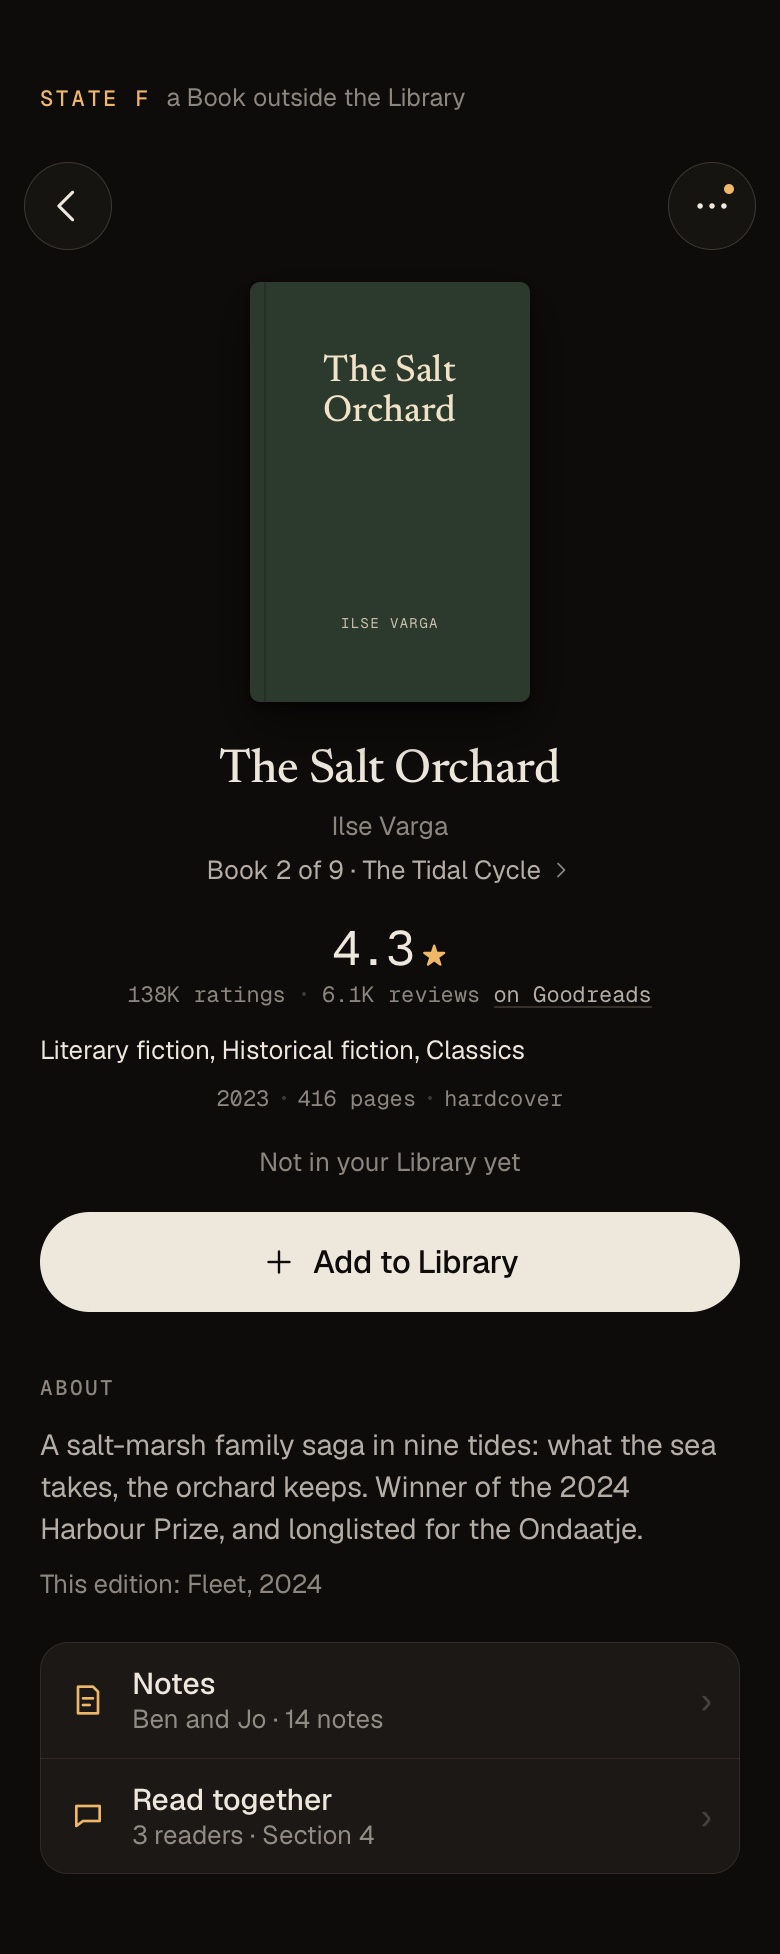 STATE F a Book outside the Library
The Salt
Orchard
ILSE VARGA
The Salt Orchard
Ilse Varga
Book 2 of 9 · The Tidal Cycle
4.3
138K ratings · 6.1K reviews on Goodreads
Literary fiction, Historical fiction, Classics
2023 · 416 pages · hardcover
Not in your Library yet
Add to Library
ABOUT
A salt-marsh family saga in nine tides: what the sea
takes, the orchard keeps. Winner of the 2024
Harbour Prize, and longlisted for the Ondaatje.
This edition: Fleet, 2024
Notes
Ben and Jo · 14 notes
Read together
3 readers · Section 4